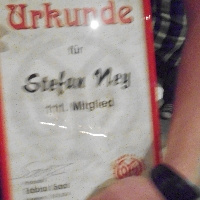 Urkunde
für
Stefan Ney
111. Mitglied